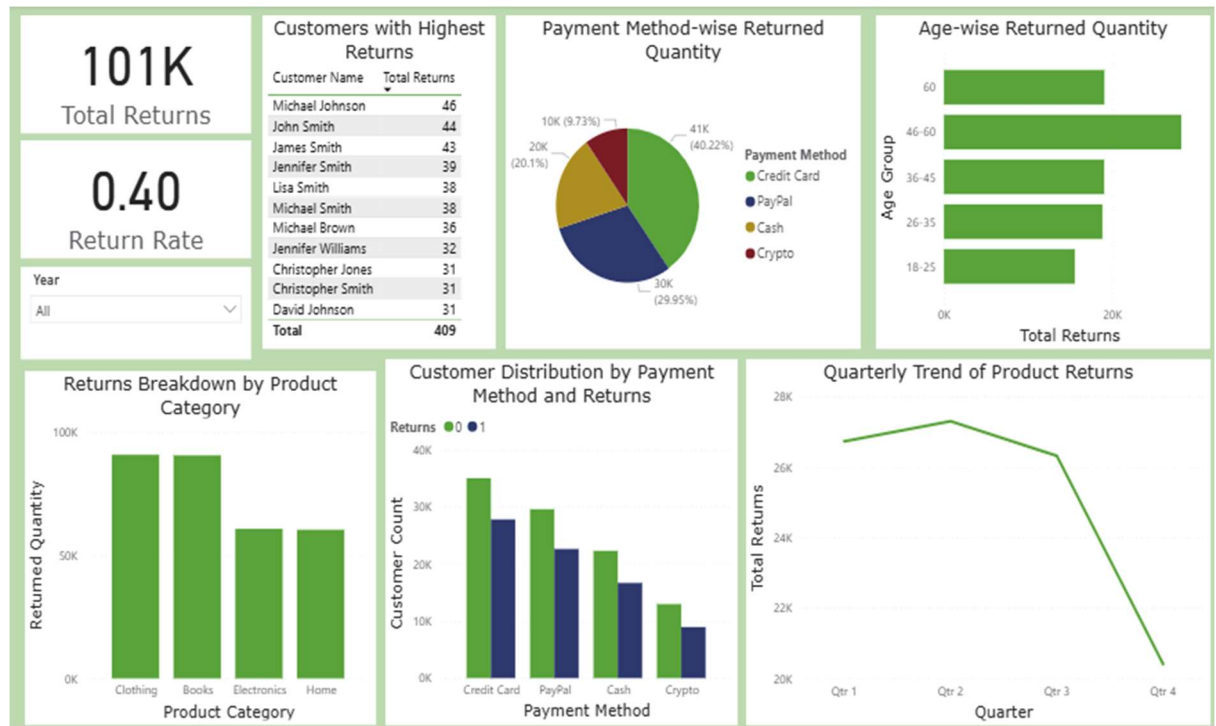 101K
Total Returns
0.40
Return Rate
Year
All
Customers with Highest
Returns
Customer Name Total Returns
Michael Johnson 46
John Smith 44
James Smith 43
Jennifer Smith 39
Lisa Smith 38
Michael Smith 38
Michael Brown 36
Jennifer Williams 32
Christopher Jones 31
Christopher Smith 31
David Johnson 31
Total 409
Payment Method-wise Returned
Quantity
10K (9.73%)
20K
(20.1%)
41K
(40.22%)
30K
(29.95%)
Payment Method
Credit Card
PayPal
Cash
Crypto
Age-wise Returned Quantity
Age Group
60
46-60
36-45
26-35
18-25
0K 20K
Total Returns
Returns Breakdown by Product
Category
Returned Quantity
100K
50K
0K
Clothing Books Electronics Home
Product Category
Customer Distribution by Payment
Method and Returns
Returns 0 1
Customer Count
40K
30K
20K
10K
0K
Credit Card PayPal Cash Crypto
Payment Method
Quarterly Trend of Product Returns
Total Returns
28K
26K
24K
22K
20K
Qtr 1 Qtr 2 Qtr 3 Qtr 4
Quarter